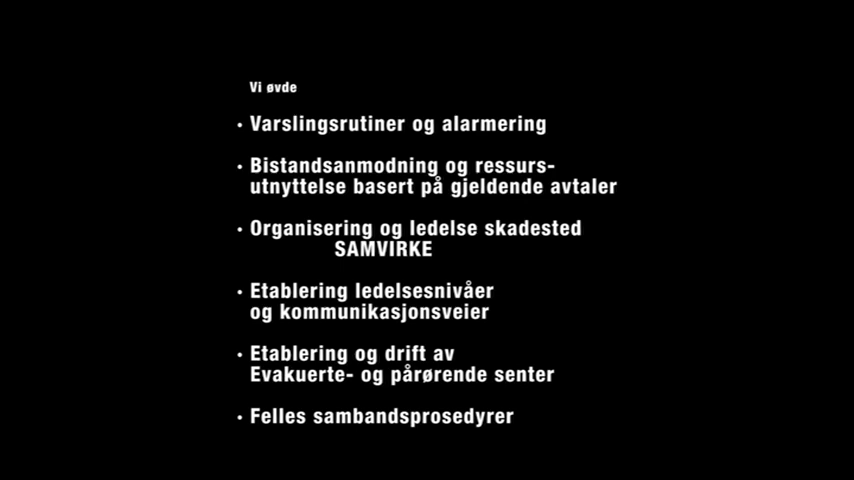 Vi øvde
• Varslingsrutiner og alarmering
• Bistandsanmodning og ressurs-
utnyttelse basert på gjeldende avtaler
• Organisering og ledelse skadested
SAMVIRKE
• Etablering ledelsesnivåer
og kommunikasjonsveier
• Etablering og drift av
Evakuerte- og pårørende senter
• Felles sambandsprosedyrer